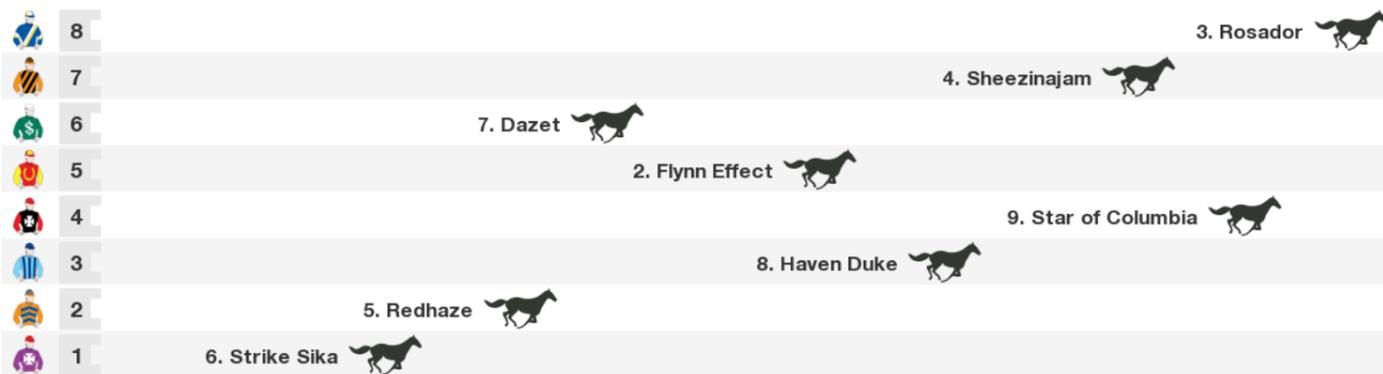 8 3. Rosador
7 4. Sheezinajam
$ 6 7. Dazet
5 2. Flynn Effect
4 9. Star of Columbia
3 8. Haven Duke
2 5. Redhaze
1 6. Strike Sika